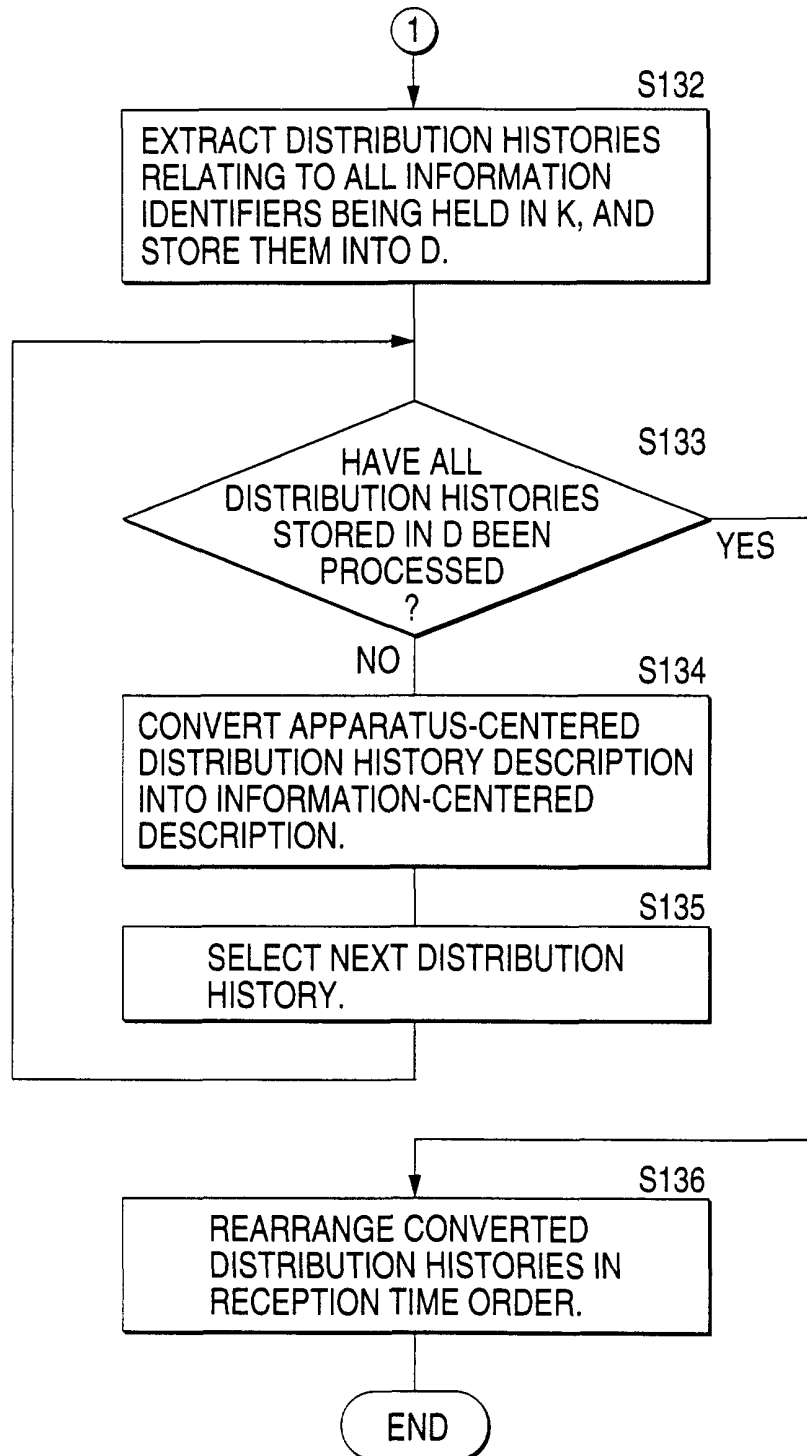 1
S132
EXTRACT DISTRIBUTION HISTORIES
RELATING TO ALL INFORMATION
IDENTIFIERS BEING HELD IN K, AND
STORE THEM INTO D.
S133
HAVE ALL
DISTRIBUTION HISTORIES
STORED IN D BEEN
PROCESSED
?
YES
NO
S134
CONVERT APPARATUS-CENTERED
DISTRIBUTION HISTORY DESCRIPTION
INTO INFORMATION-CENTERED
DESCRIPTION.
S135
SELECT NEXT DISTRIBUTION
HISTORY.
S136
REARRANGE CONVERTED
DISTRIBUTION HISTORIES IN
RECEPTION TIME ORDER.
END